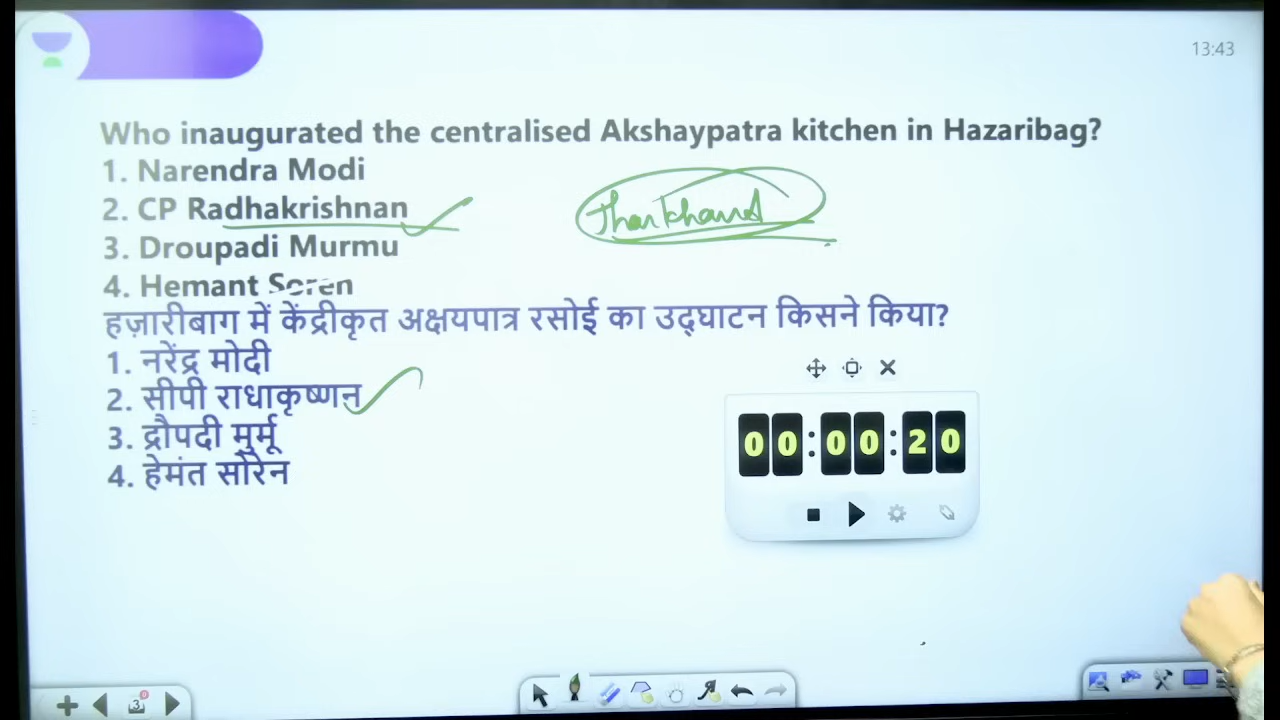 13:43
Who inaugurated the centralised Akshaypatra kitchen in Hazaribag?
1. Narendra Modi
2. CP Radhakrishnan
Jharkhand
3. Droupadi Murmu
4. Hemant Soren
हज़ारीबाग में केंद्रीकृत अक्षयपात्र रसोई का उद्घाटन किसने किया?
1. नरेंद्र मोदी
2. सीपी राधाकृष्णन
3. द्रौपदी मुर्मू
4. हेमंत सोरेन
00:00:20
3
0